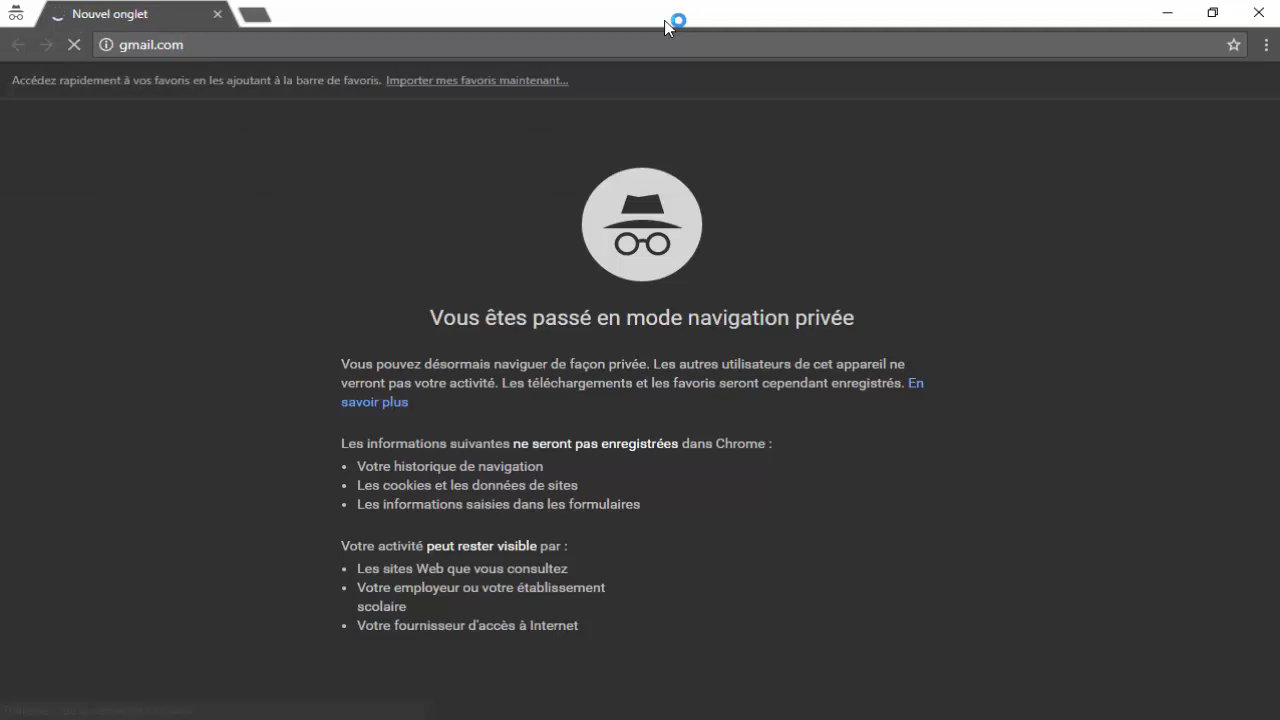 Nouvel onglet
gmail.com
Accédez rapidement à vos favoris en les ajoutant à la barre de favoris. Importer mes favoris maintenant...
Vous êtes passé en mode navigation privée
Vous pouvez désormais naviguer de façon privée. Les autres utilisateurs de cet appareil ne
verront pas votre activité. Les téléchargements et les favoris seront cependant enregistrés. En
savoir plus
Les informations suivantes ne seront pas enregistrées dans Chrome :
• Votre historique de navigation
• Les cookies et les données de sites
• Les informations saisies dans les formulaires
Votre activité peut rester visible par :
• Les sites Web que vous consultez
• Votre employeur ou votre établissement
scolaire
• Votre fournisseur d'accès à Internet